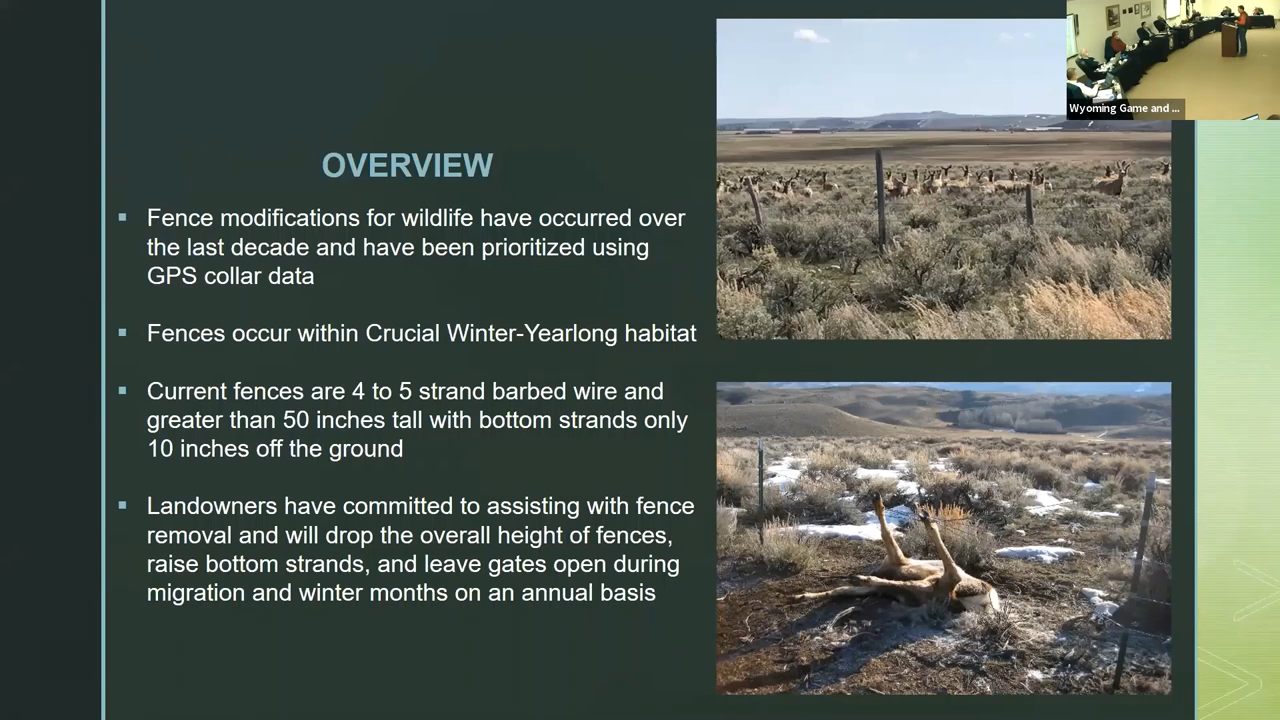 OVERVIEW
Fence modifications for wildlife have occurred over
the last decade and have been prioritized using
GPS collar data
Fences occur within Crucial Winter-Yearlong habitat
Current fences are 4 to 5 strand barbed wire and
greater than 50 inches tall with bottom strands only
10 inches off the ground
Landowners have committed to assisting with fence
removal and will drop the overall height of fences,
raise bottom strands, and leave gates open during
migration and winter months on an annual basis
Wyoming Game and ...